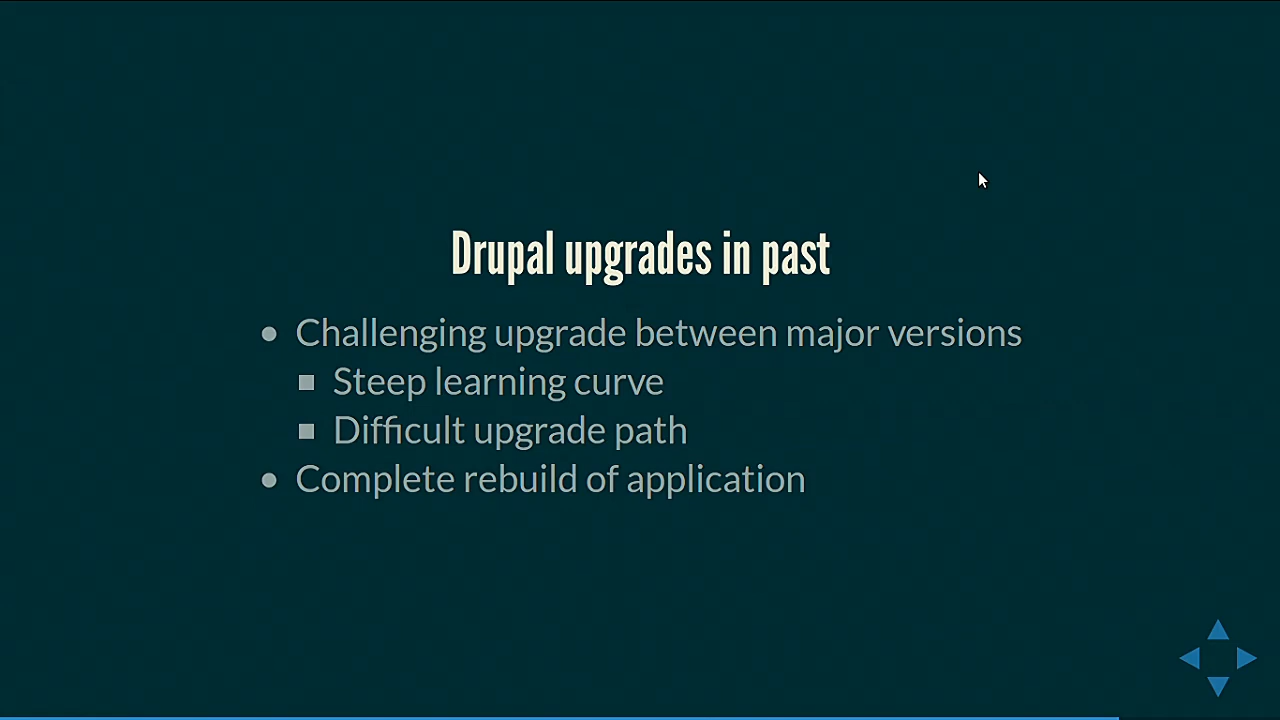 Drupal upgrades in past
Challenging upgrade between major versions
Steep learning curve
Difficult upgrade path
Complete rebuild of application